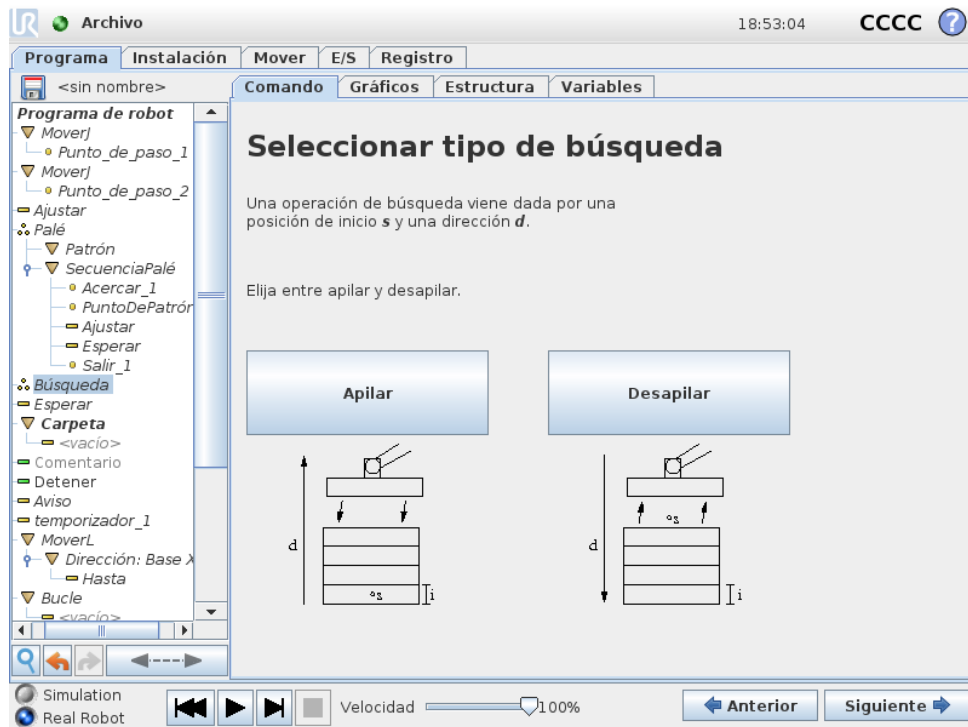 UR Archivo 18:53:04 CCCC ?
Programa Instalación Mover E/S Registro
<sin nombre>
Comando Gráficos Estructura Variables
Programa de robot
MoverJ
Punto_de_paso_1
MoverJ
Punto_de_paso_2
Ajustar
Palé
Patrón
SecuenciaPalé
Acercar_1
PuntoDePatrór
Ajustar
Esperar
Salir_1
Búsqueda
Esperar
Carpeta
<vacío>
Comentario
Detener
Aviso
temporizador_1
MoverL
Dirección: Base X
Hasta
Bucle
<vacío>
Seleccionar tipo de búsqueda
Una operación de búsqueda viene dada por una
posición de inicio s y una dirección d.
Elija entre apilar y desapilar.
Apilar Desapilar
d s i
d s i
Simulation
Real Robot
Velocidad 100%
Anterior Siguiente